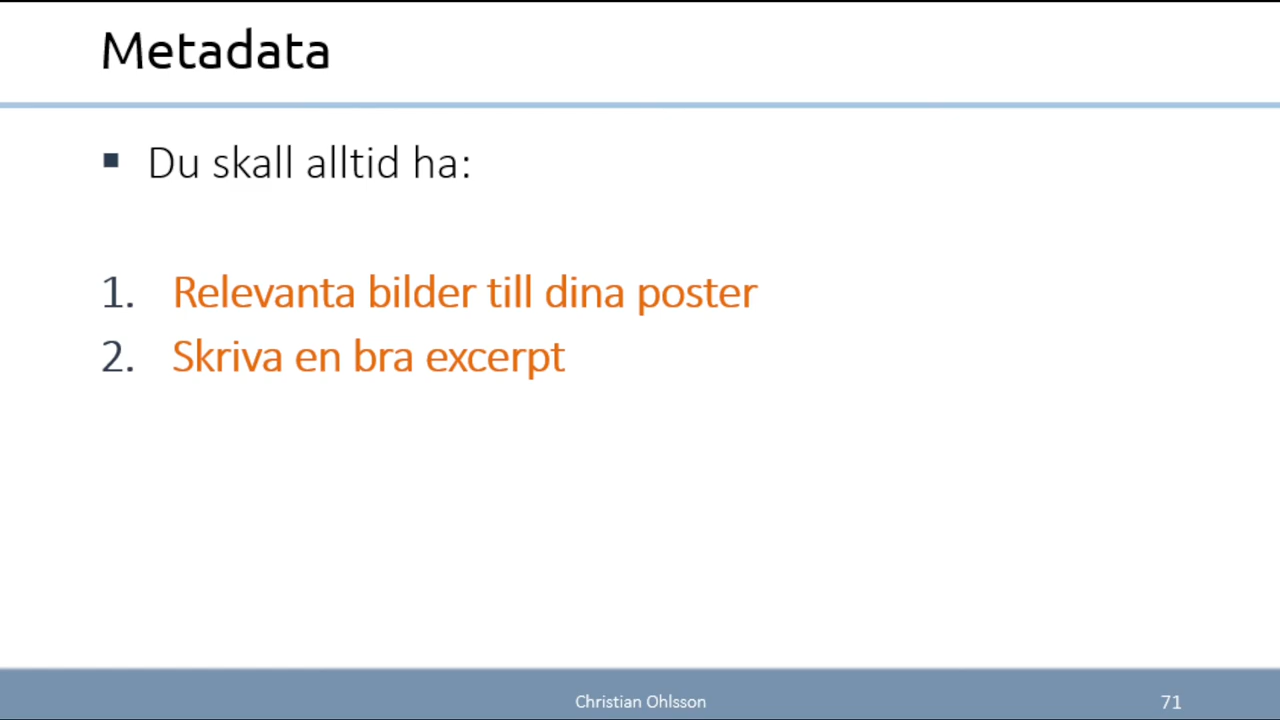 Metadata
▪ Du skall alltid ha:
1. Relevanta bilder till dina poster
2. Skriva en bra excerpt
Christian Ohlsson
71